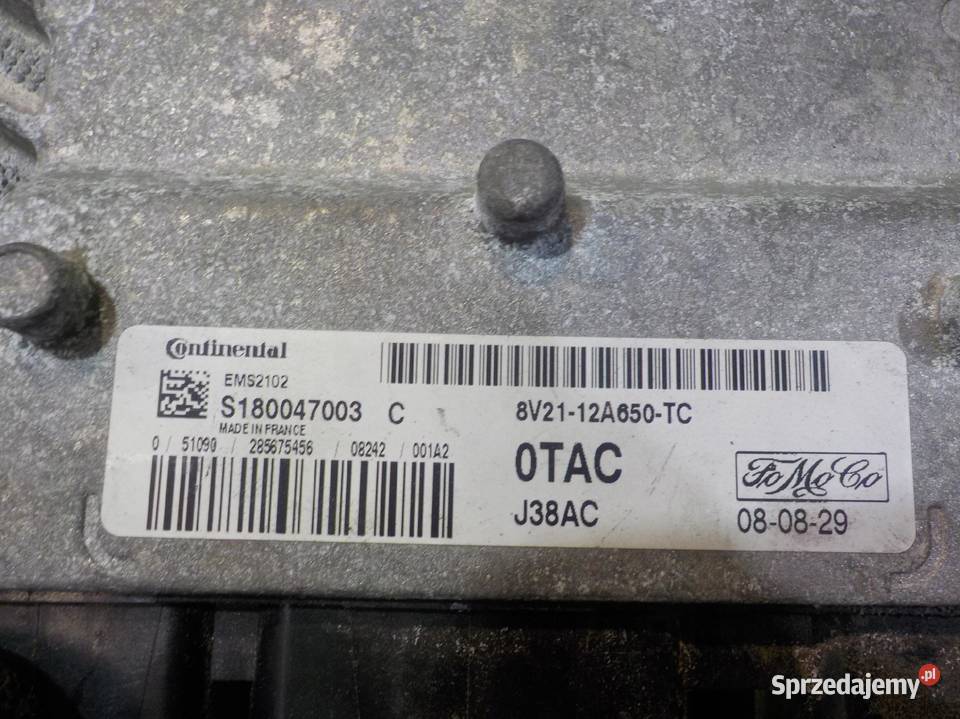 Continental
EMS2102
S180047003 C
MADE IN FRANCE
0 / 51090 / 285675456 / 08242 / 001A2
8V21-12A650-TC
0TAC
J38AC
FoMoCo
08-08-29
Sprzedajemy.pl